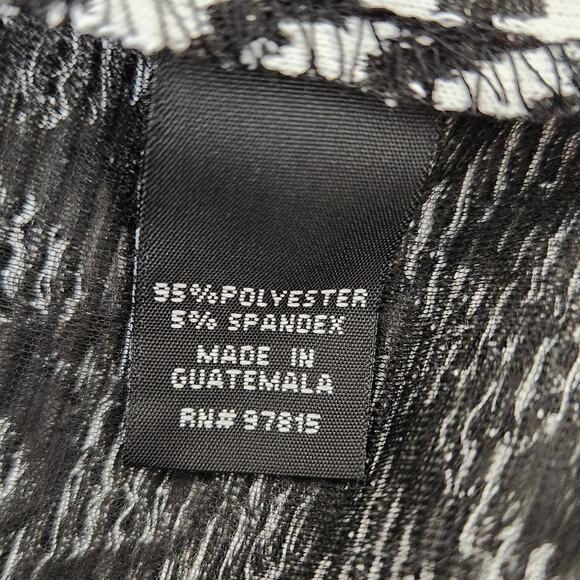 95% POLYESTER
5% SPANDEX
MADE IN
GUATEMALA
RN# 97815